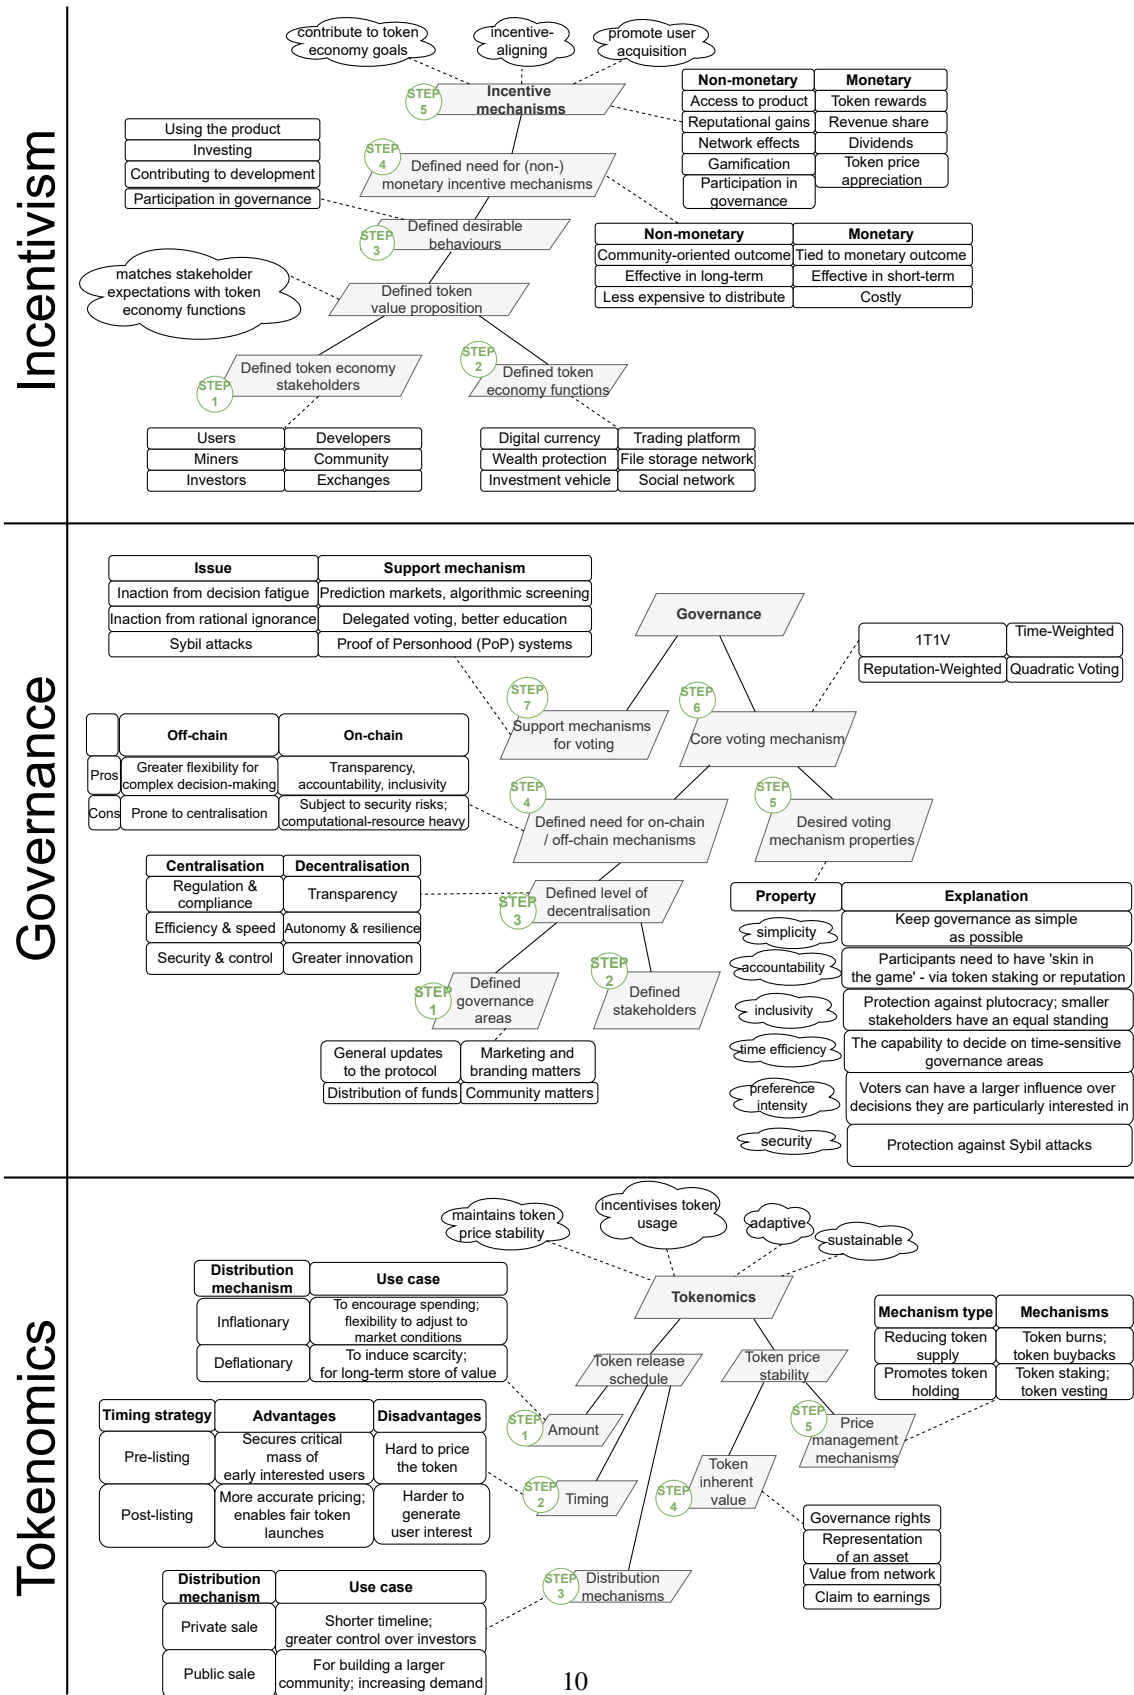 Incentivism
contribute to token
economy goals
incentive-
aligning
promote user
acquisition
STEP
5
Incentive
mechanisms
Non-monetary
Monetary
Access to product
Token rewards
Reputational gains
Revenue share
Network effects
Dividends
Gamification
Token price
appreciation
Participation in
governance
Using the product
Investing
Contributing to development
Participation in governance
STEP
4
Defined need for (non-)
monetary incentive mechanisms
STEP
3
Defined desirable
behaviours
Non-monetary
Monetary
Community-oriented outcome
Tied to monetary outcome
Effective in long-term
Effective in short-term
Less expensive to distribute
Costly
matches stakeholder
expectations with token
economy functions
Defined token
value proposition
STEP
1
Defined token economy
stakeholders
STEP
2
Defined token
economy functions
Users
Developers
Miners
Community
Investors
Exchanges
Digital currency
Trading platform
Wealth protection
File storage network
Investment vehicle
Social network
Governance
Issue
Support mechanism
Inaction from decision fatigue
Prediction markets, algorithmic screening
Inaction from rational ignorance
Delegated voting, better education
Sybil attacks
Proof of Personhood (PoP) systems
Governance
1T1V
Time-Weighted
Reputation-Weighted
Quadratic Voting
STEP
7
Support mechanisms
for voting
STEP
6
Core voting mechanism
Off-chain
On-chain
Pros
Greater flexibility for
complex decision-making
Transparency,
accountability, inclusivity
Cons
Prone to centralisation
Subject to security risks;
computational-resource heavy
STEP
4
Defined need for on-chain
/ off-chain mechanisms
STEP
5
Desired voting
mechanism properties
Centralisation
Decentralisation
Regulation &
compliance
Transparency
Efficiency & speed
Autonomy & resilience
Security & control
Greater innovation
STEP
3
Defined level of
decentralisation
STEP
1
Defined
governance
areas
STEP
2
Defined
stakeholders
General updates
to the protocol
Marketing and
branding matters
Distribution of funds
Community matters
Property
Explanation
simplicity
Keep governance as simple
as possible
accountability
Participants need to have 'skin in
the game' - via token staking or reputation
inclusivity
Protection against plutocracy; smaller
stakeholders have an equal standing
time efficiency
The capability to decide on time-sensitive
governance areas
preference
intensity
Voters can have a larger influence over
decisions they are particularly interested in
security
Protection against Sybil attacks
Tokenomics
maintains token
price stability
incentivises token
usage
adaptive
sustainable
Tokenomics
Distribution
mechanism
Use case
Inflationary
To encourage spending;
flexibility to adjust to
market conditions
Deflationary
To induce scarcity;
for long-term store of value
Mechanism type
Mechanisms
Reducing token
supply
Token burns;
token buybacks
Promotes token
holding
Token staking;
token vesting
Token release
schedule
Token price
stability
STEP
1
Amount
STEP
5
Price
management
mechanisms
Timing strategy
Advantages
Disadvantages
Pre-listing
Secures critical
mass of
early interested users
Hard to price
the token
Post-listing
More accurate pricing;
enables fair token
launches
Harder to
generate
user interest
STEP
2
Timing
STEP
4
Token
inherent
value
Governance rights
Representation
of an asset
Value from network
Claim to earnings
STEP
3
Distribution
mechanisms
Distribution
mechanism
Use case
Private sale
Shorter timeline;
greater control over investors
Public sale
For building a larger
community; increasing demand
10